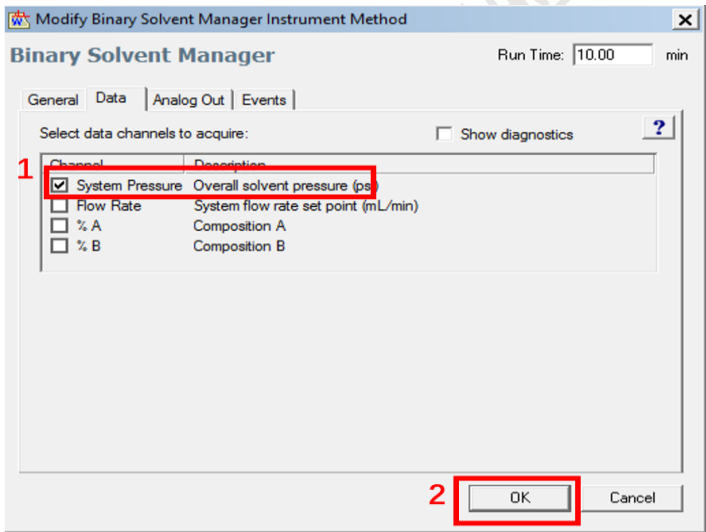 Modify Binary Solvent Manager Instrument Method
Binary Solvent Manager
Run Time: 10.00 min
General Data Analog Out Events
Select data channels to acquire: Show diagnostics ?
1
Channel Description
System Pressure Overall solvent pressure (psi)
Flow Rate System flow rate set point (mL/min)
% A Composition A
% B Composition B
2
OK Cancel